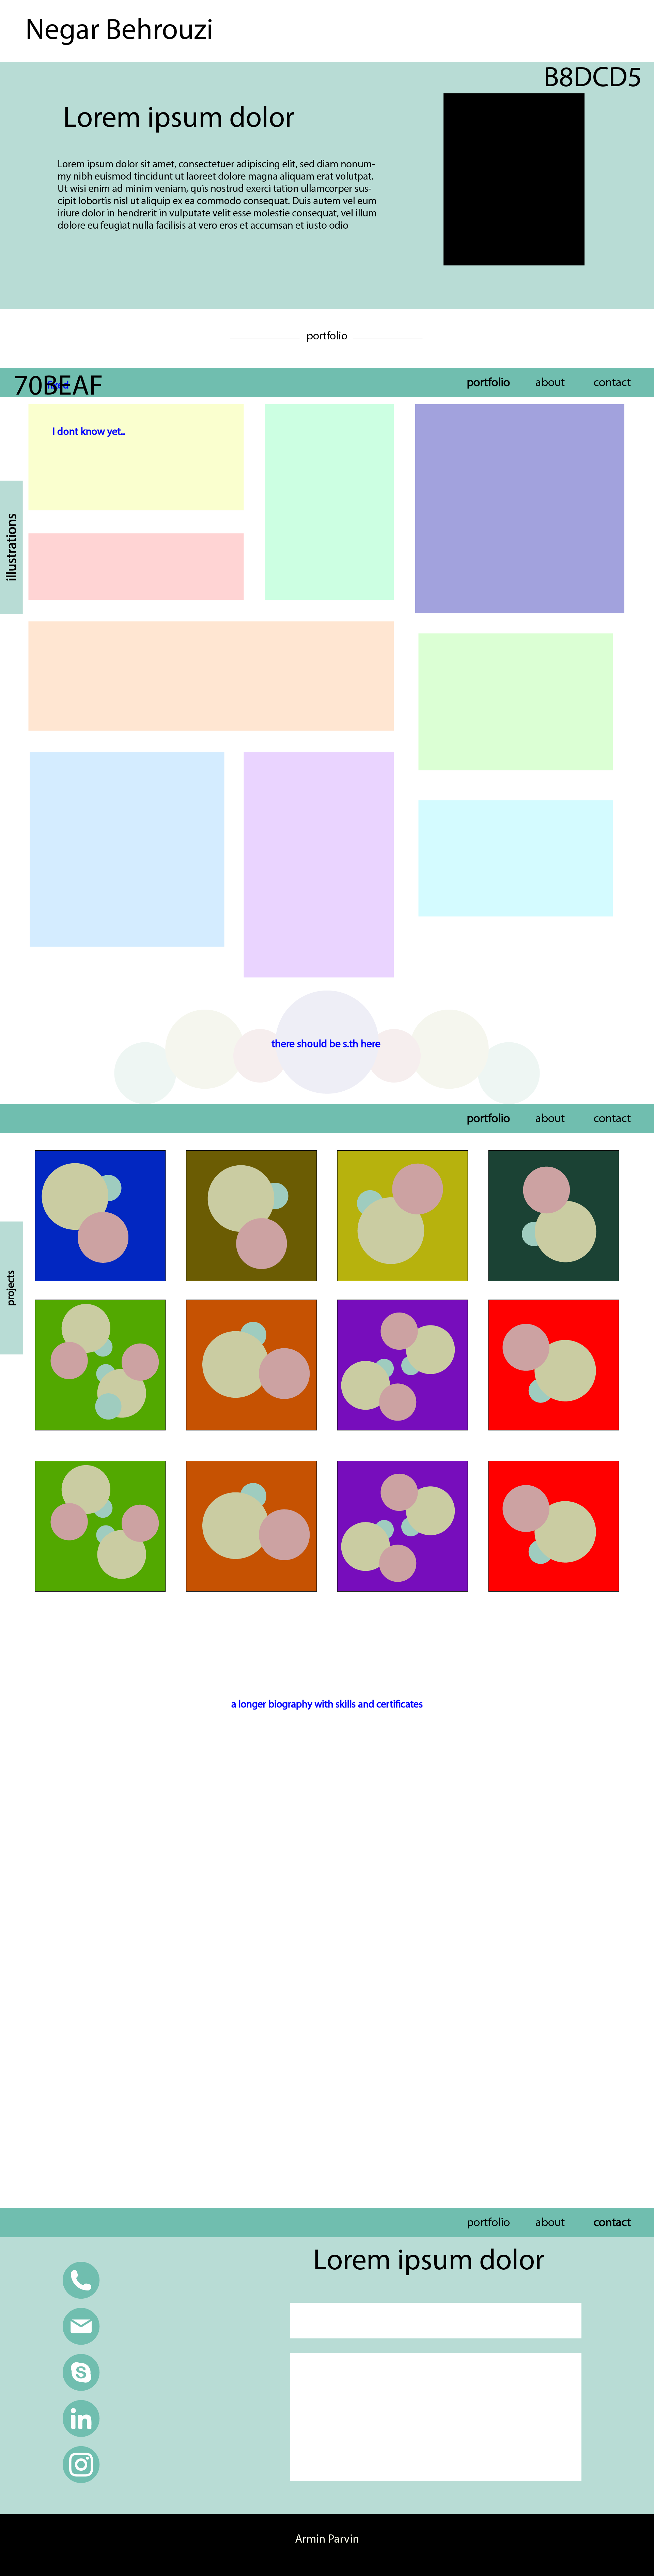 Negar Behrouzi
B8DCD5
Lorem ipsum dolor
Lorem ipsum dolor sit amet, consectetuer adipiscing elit, sed diam nonum-
my nibh euismod tincidunt ut laoreet dolore magna aliquam erat volutpat.
Ut wisi enim ad minim veniam, quis nostrud exerci tation ullamcorper sus-
cipit lobortis nisl ut aliquip ex ea commodo consequat. Duis autem vel eum
iriure dolor in hendrerit in vulputate velit esse molestie consequat, vel illum
dolore eu feugiat nulla facilisis at vero eros et accumsan et iusto odio
portfolio
70BEAF
portfolio about contact
I dont know yet..
illustrations
there should be s.th here
portfolio about contact
projects
a longer biography with skills and certificates
portfolio about contact
Lorem ipsum dolor
Armin Parvin